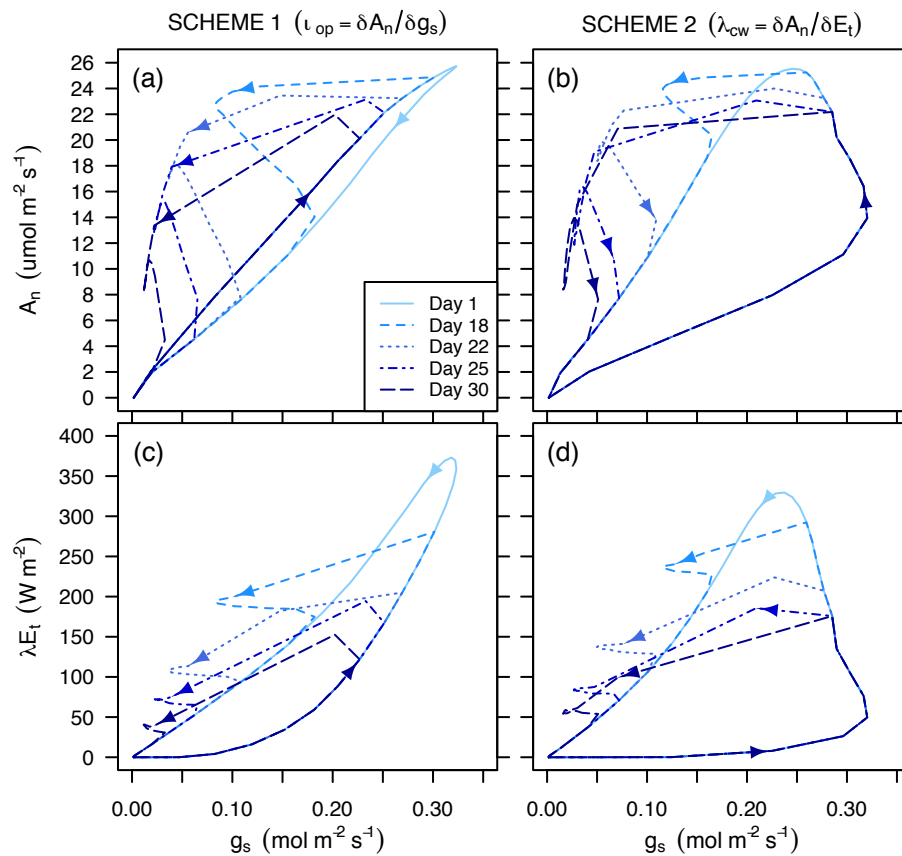 SCHEME 1 (ι op = δAn/δgs)
SCHEME 2 (λcw = δAn/δEt)
An (umol m-2 s-1)
26
24
22
20
18
16
14
12
10
8
6
4
2
0
(a)
Day 1
Day 18
Day 22
Day 25
Day 30
(b)
λEt (W m-2)
400
350
300
250
200
150
100
50
0
(c)
(d)
0.00 0.10 0.20 0.30
0.00 0.10 0.20 0.30
gs (mol m-2 s-1)
gs (mol m-2 s-1)